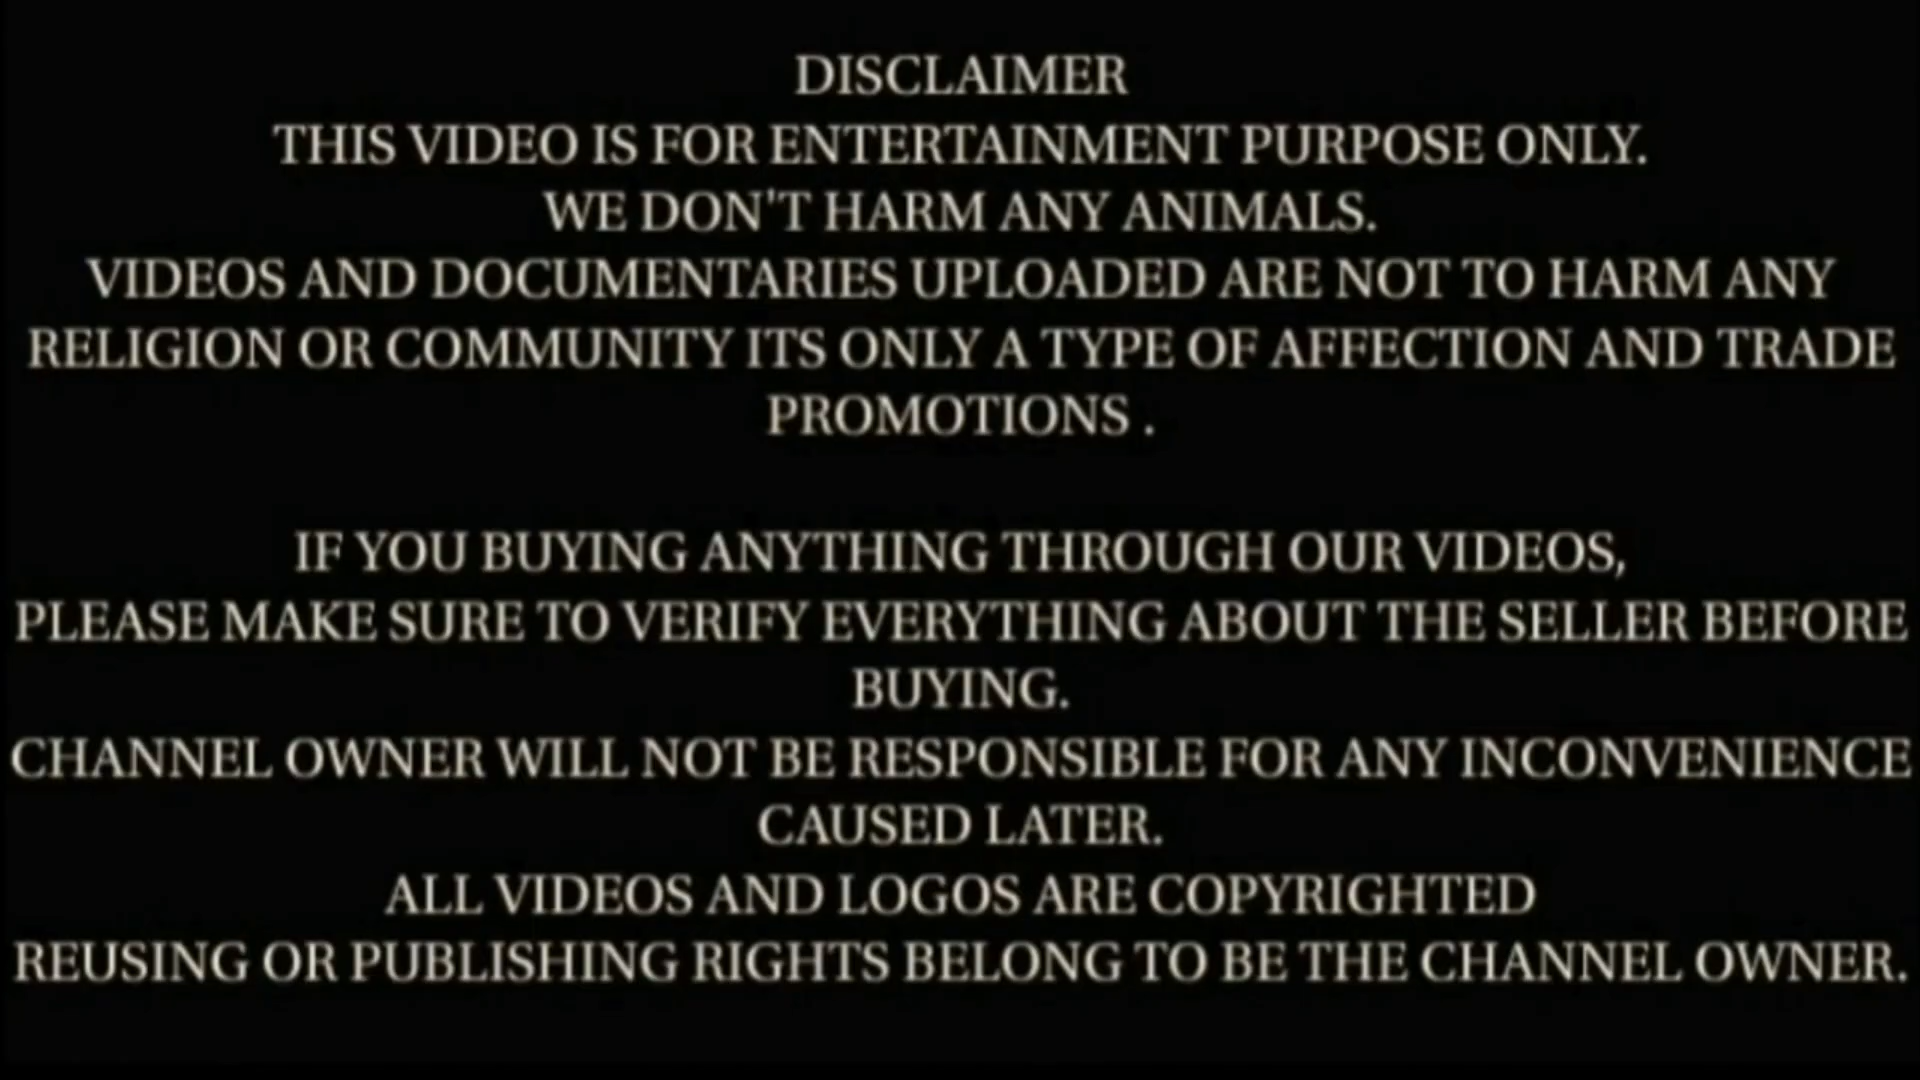 DISCLAIMER
THIS VIDEO IS FOR ENTERTAINMENT PURPOSE ONLY.
WE DON'T HARM ANY ANIMALS.
VIDEOS AND DOCUMENTARIES UPLOADED ARE NOT TO HARM ANY
RELIGION OR COMMUNITY ITS ONLY A TYPE OF AFFECTION AND TRADE
PROMOTIONS .
IF YOU BUYING ANYTHING THROUGH OUR VIDEOS,
PLEASE MAKE SURE TO VERIFY EVERYTHING ABOUT THE SELLER BEFORE
BUYING.
CHANNEL OWNER WILL NOT BE RESPONSIBLE FOR ANY INCONVENIENCE
CAUSED LATER.
ALL VIDEOS AND LOGOS ARE COPYRIGHTED
REUSING OR PUBLISHING RIGHTS BELONG TO BE THE CHANNEL OWNER.